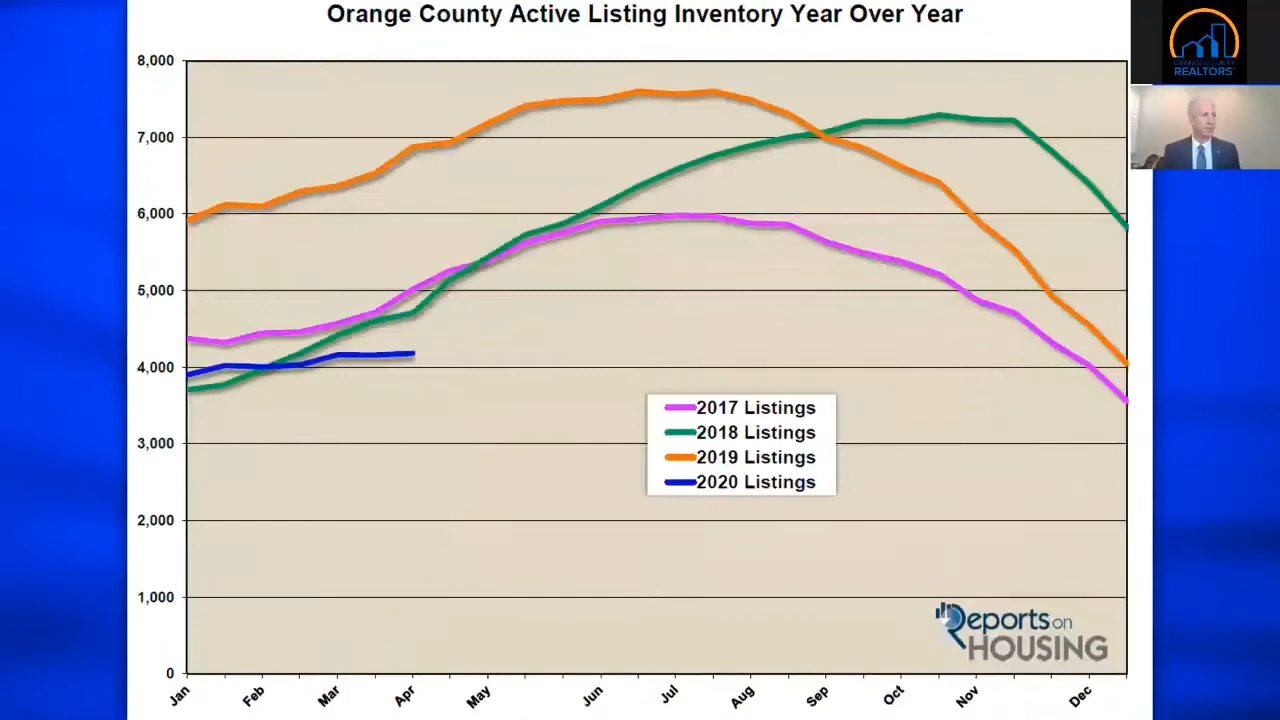 Orange County Active Listing Inventory Year Over Year
8,000
7,000
6,000
5,000
4,000
3,000
2,000
1,000
0
Jan
Feb
Mar
Apr
May
Jun
Jul
Aug
Sep
Oct
Nov
Dec
2017 Listings
2018 Listings
2019 Listings
2020 Listings
Reports on
HOUSING
ORANGE COUNTY
REALTORS